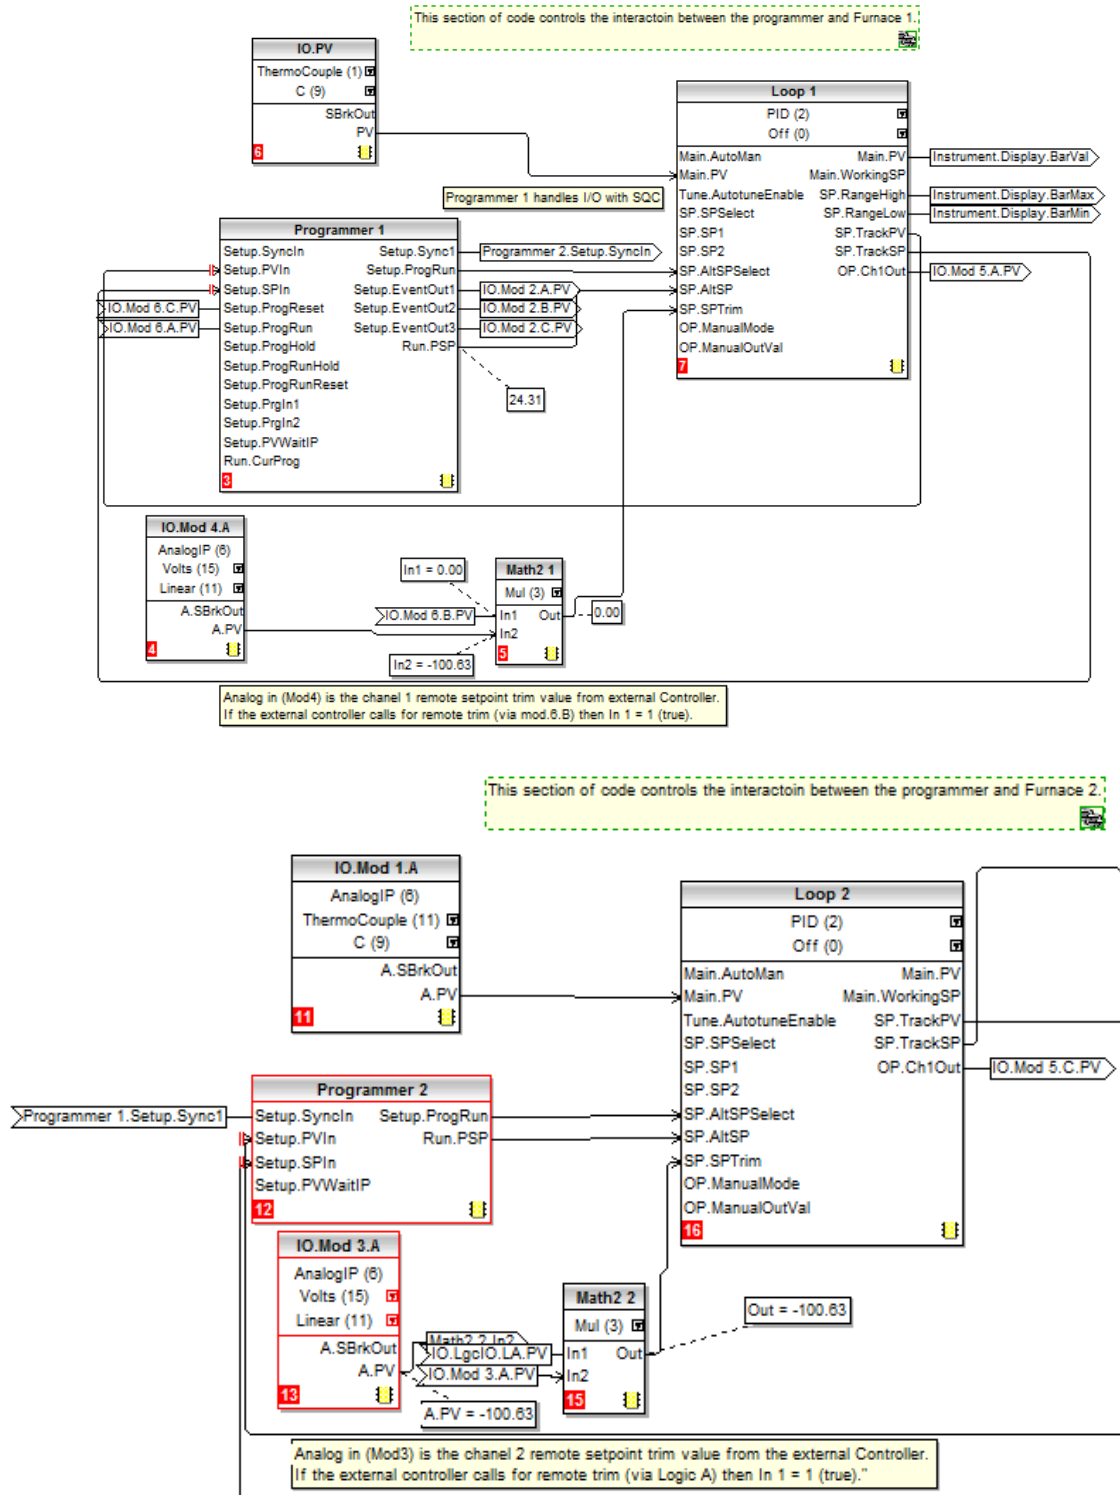 This section of code controls the interactoin between the programmer and Furnace 1.
IO.PV
ThermoCouple (1)
C (9)
SBrkOut
PV
6
Loop 1
PID (2)
Off (0)
Main.AutoMan Main.PV
Main.PV Main.WorkingSP
Tune.AutotuneEnable SP.RangeHigh
SP.SPSelect SP.RangeLow
SP.SP1 SP.TrackPV
SP.SP2 SP.TrackSP
SP.AltSPSelect OP.Ch1Out
SP.AltSP
SP.SPTrim
OP.ManualMode
OP.ManualOutVal
7
Instrument.Display.BarVal
Instrument.Display.BarMax
Instrument.Display.BarMin
IO.Mod 5.A.PV
Programmer 1 handles I/O with SQC
Programmer 1
Setup.SyncIn Setup.Sync1
Setup.PVIn Setup.ProgRun
Setup.SPIn Setup.EventOut1
Setup.ProgReset Setup.EventOut2
Setup.ProgRun Setup.EventOut3
Setup.ProgHold Run.PSP
Setup.ProgRunHold
Setup.ProgRunReset
Setup.PrgIn1
Setup.PrgIn2
Setup.PVWaitIP
Run.CurProg
3
IO.Mod 6.C.PV
IO.Mod 6.A.PV
Programmer 2.Setup.SyncIn
IO.Mod 2.A.PV
IO.Mod 2.B.PV
IO.Mod 2.C.PV
24.31
IO.Mod 4.A
AnalogIP (6)
Volts (15)
Linear (11)
A.SBrkOut
A.PV
4
In1 = 0.00
IO.Mod 6.B.PV
In2 = -100.63
Math2 1
Mul (3)
In1 Out
In2
5
0.00
Analog in (Mod4) is the chanel 1 remote setpoint trim value from external Controller.
If the external controller calls for remote trim (via mod.6.B) then In 1 = 1 (true).
This section of code controls the interactoin between the programmer and Furnace 2.
IO.Mod 1.A
AnalogIP (6)
ThermoCouple (11)
C (9)
A.SBrkOut
A.PV
11
Loop 2
PID (2)
Off (0)
Main.AutoMan Main.PV
Main.PV Main.WorkingSP
Tune.AutotuneEnable SP.TrackPV
SP.SPSelect SP.TrackSP
SP.SP1 OP.Ch1Out
SP.SP2
SP.AltSPSelect
SP.AltSP
SP.SPTrim
OP.ManualMode
OP.ManualOutVal
16
IO.Mod 5.C.PV
Programmer 2
Programmer 1.Setup.Sync1
Setup.SyncIn Setup.ProgRun
Setup.PVIn Run.PSP
Setup.SPIn
Setup.PVWaitIP
12
IO.Mod 3.A
AnalogIP (6)
Volts (15)
Linear (11)
A.SBrkOut
A.PV
13
Math2 2.In2
IO.LgcIO.LA.PV
IO.Mod 3.A.PV
A.PV = -100.63
Math2 2
Mul (3)
In1 Out
In2
15
Out = -100.63
Analog in (Mod3) is the chanel 2 remote setpoint trim value from the external Controller.
If the external controller calls for remote trim (via Logic A) then In 1 = 1 (true)."